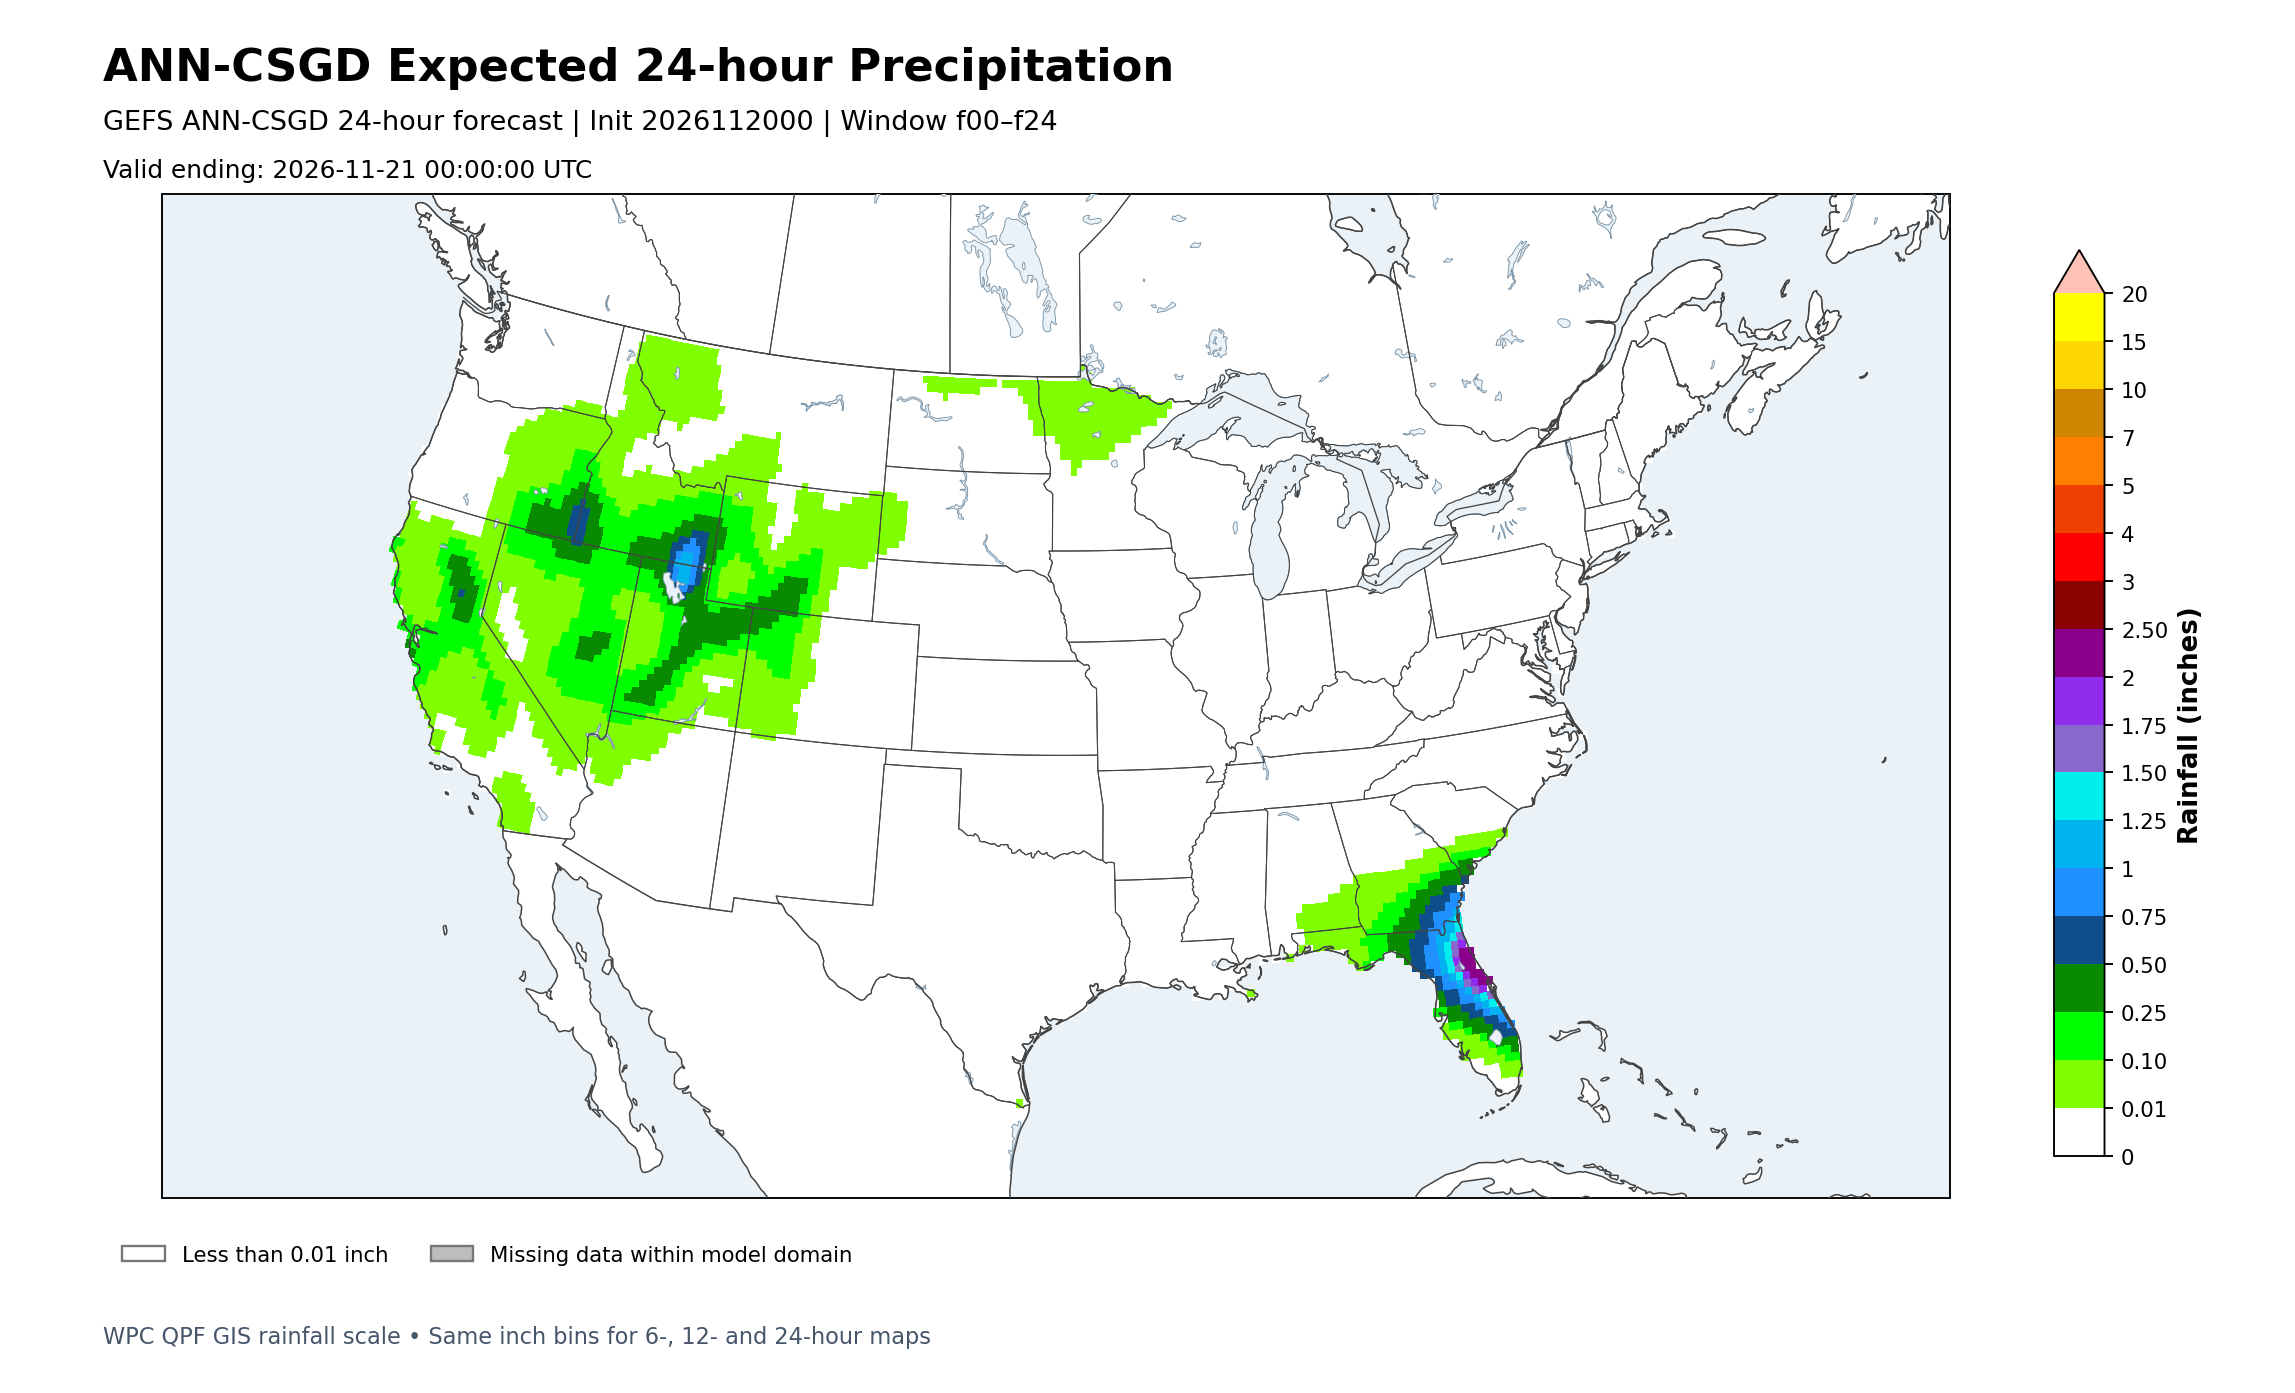 ANN-CSGD Expected 24-hour Precipitation
GEFS ANN-CSGD 24-hour forecast | Init 2026112000 | Window f00–f24
Valid ending: 2026-11-21 00:00:00 UTC
20
15
10
7
5
4
3
2.50
2
1.75
1.50
1.25
1
0.75
0.50
0.25
0.10
0.01
0
Rainfall (inches)
Less than 0.01 inch
Missing data within model domain
WPC QPF GIS rainfall scale • Same inch bins for 6-, 12- and 24-hour maps